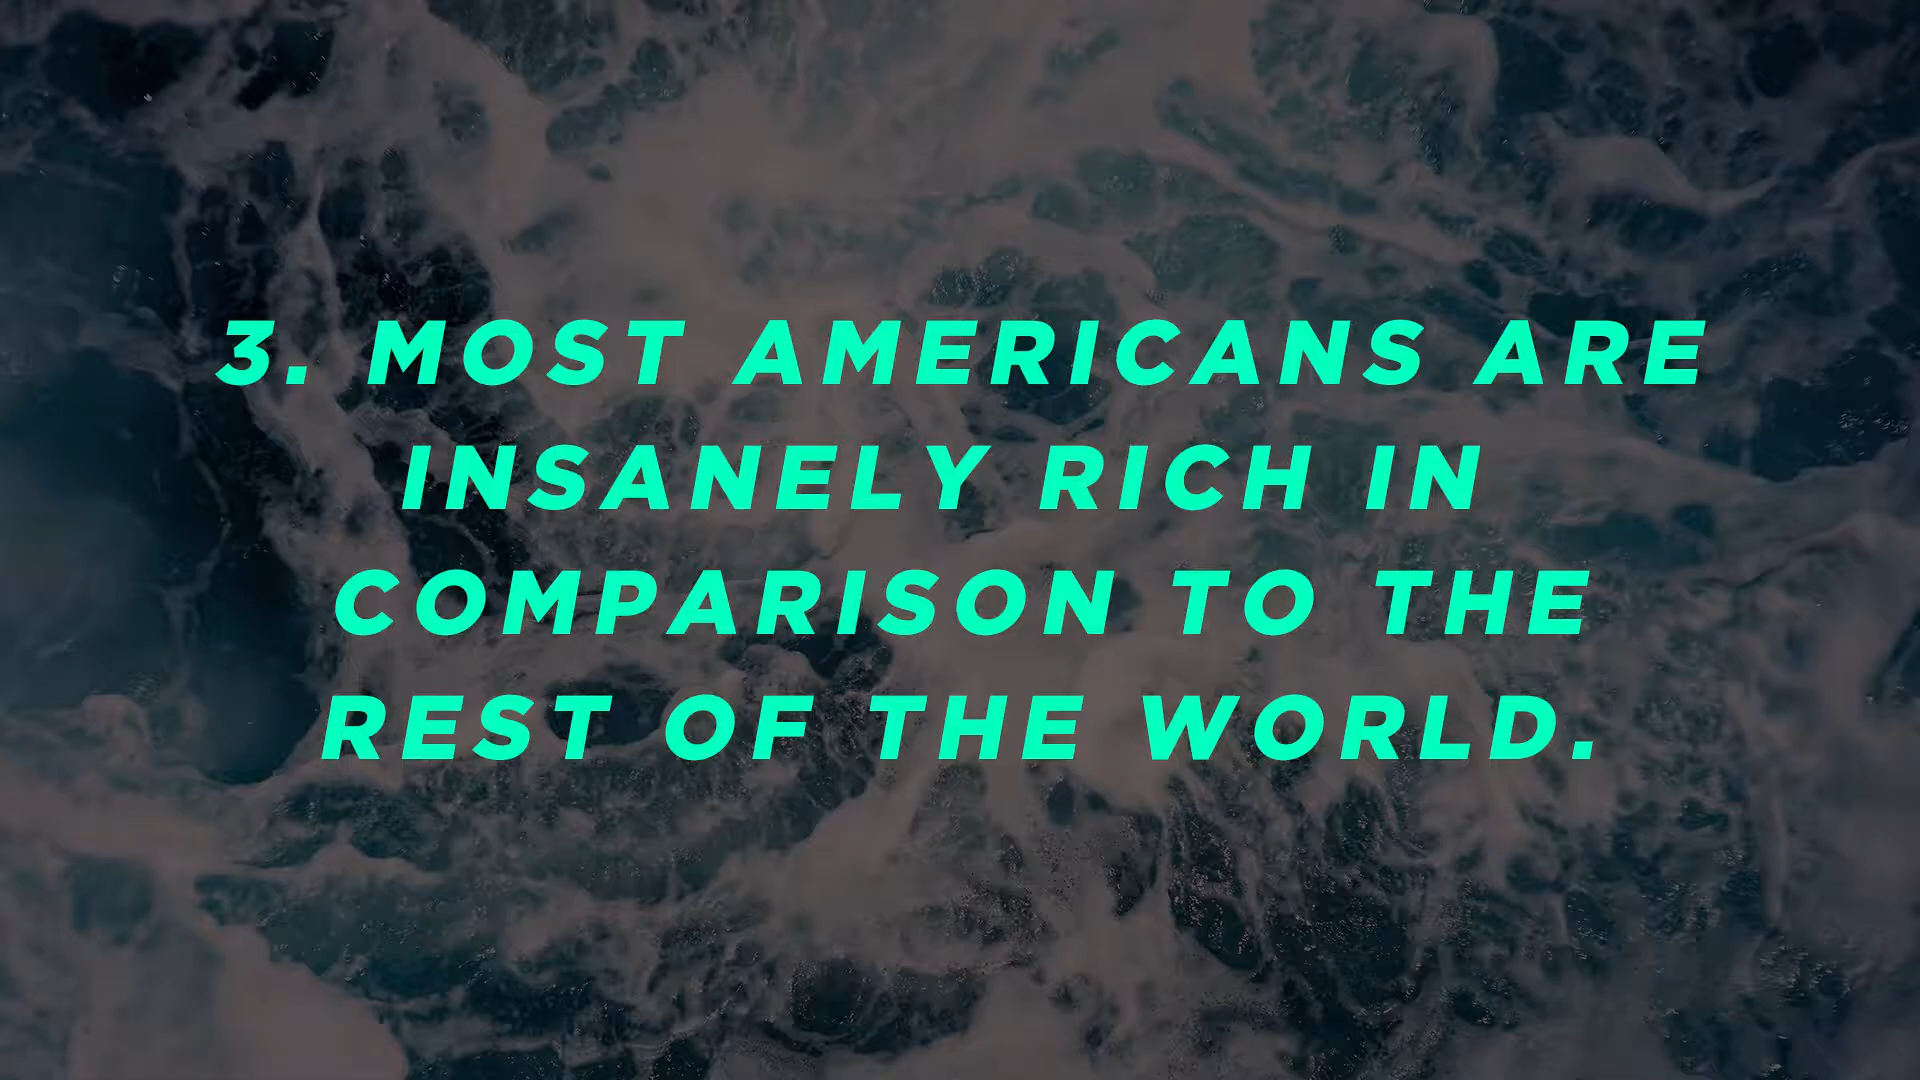 3. MOST AMERICANS ARE
INSANELY RICH IN
COMPARISON TO THE
REST OF THE WORLD.